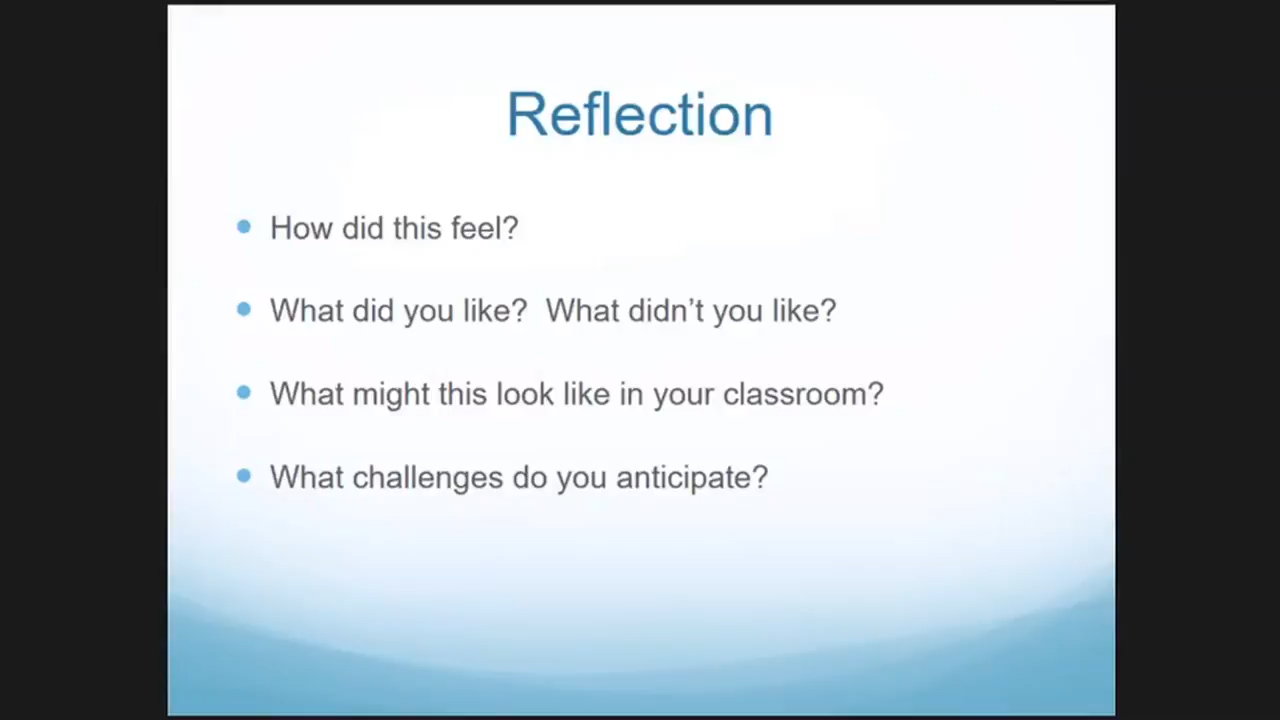 Reflection
How did this feel?
What did you like?  What didn’t you like?
What might this look like in your classroom?
What challenges do you anticipate?